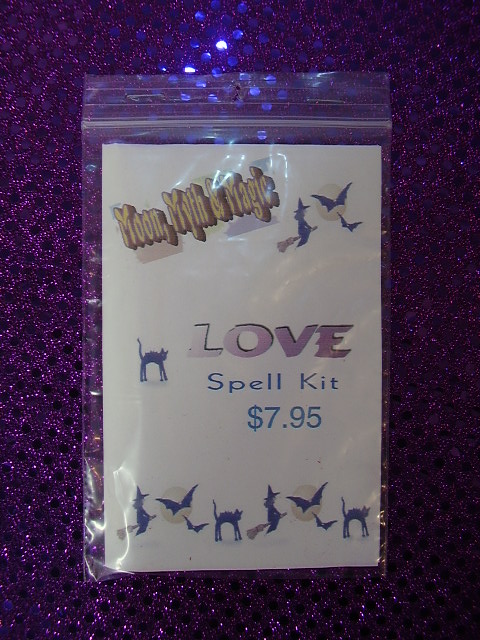 Moon, Myth & Magic
LOVE
Spell Kit
$7.95